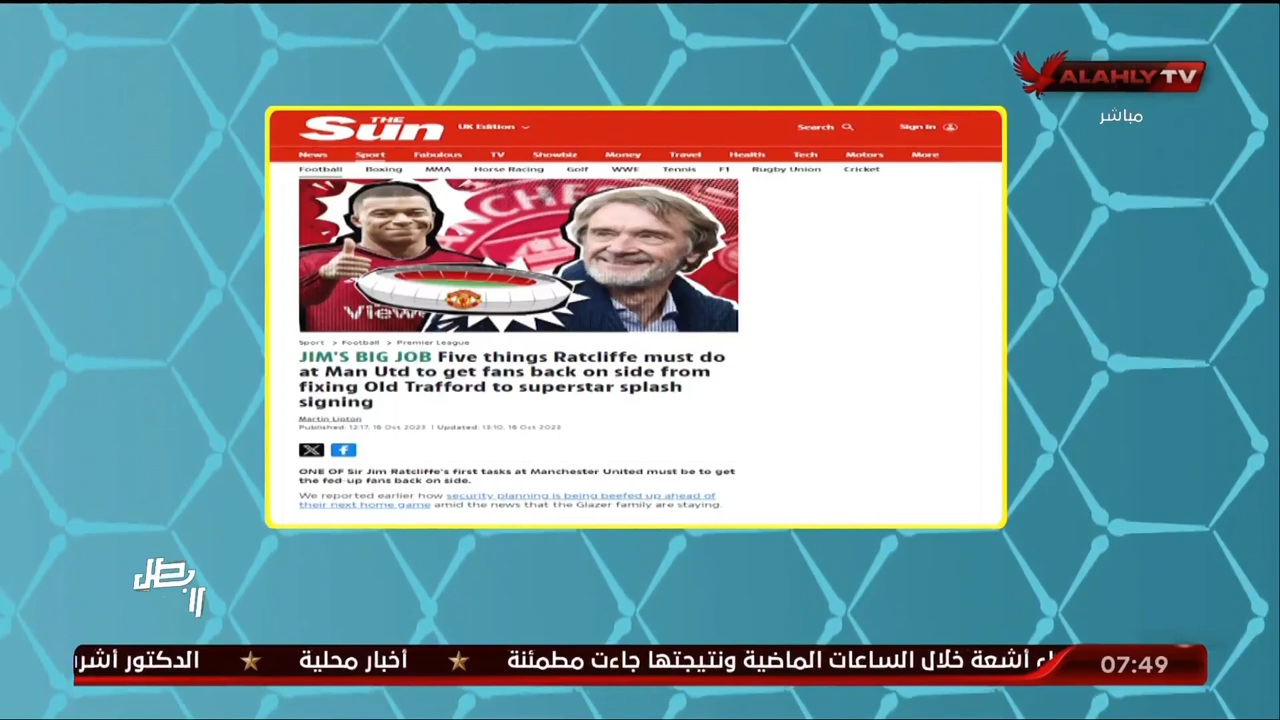 ALAHLY TV
مباشر
THE Sun
UK Edition
Search
Sign in
News Sport Fabulous TV Showbiz Money Travel Health Tech Motors More
Football Boxing MMA Horse Racing Golf WWE Tennis F1 Rugby Union Cricket
Sport > Football > Premier League
JIM'S BIG JOB Five things Ratcliffe must do
at Man Utd to get fans back on side from
fixing Old Trafford to superstar splash
signing
Martin Lipton
Published: 12:17, 16 Oct 2023 | Updated: 13:10, 16 Oct 2023
ONE OF Sir Jim Ratcliffe's first tasks at Manchester United must be to get
the fed-up fans back on side.
We reported earlier how security planning is being beefed up ahead of
their next home game amid the news that the Glazer family are staying.
أشعة خلال الساعات الماضية ونتيجتها جاءت مطمئنة ★ أخبار محلية ★ الدكتور أشر
07:49